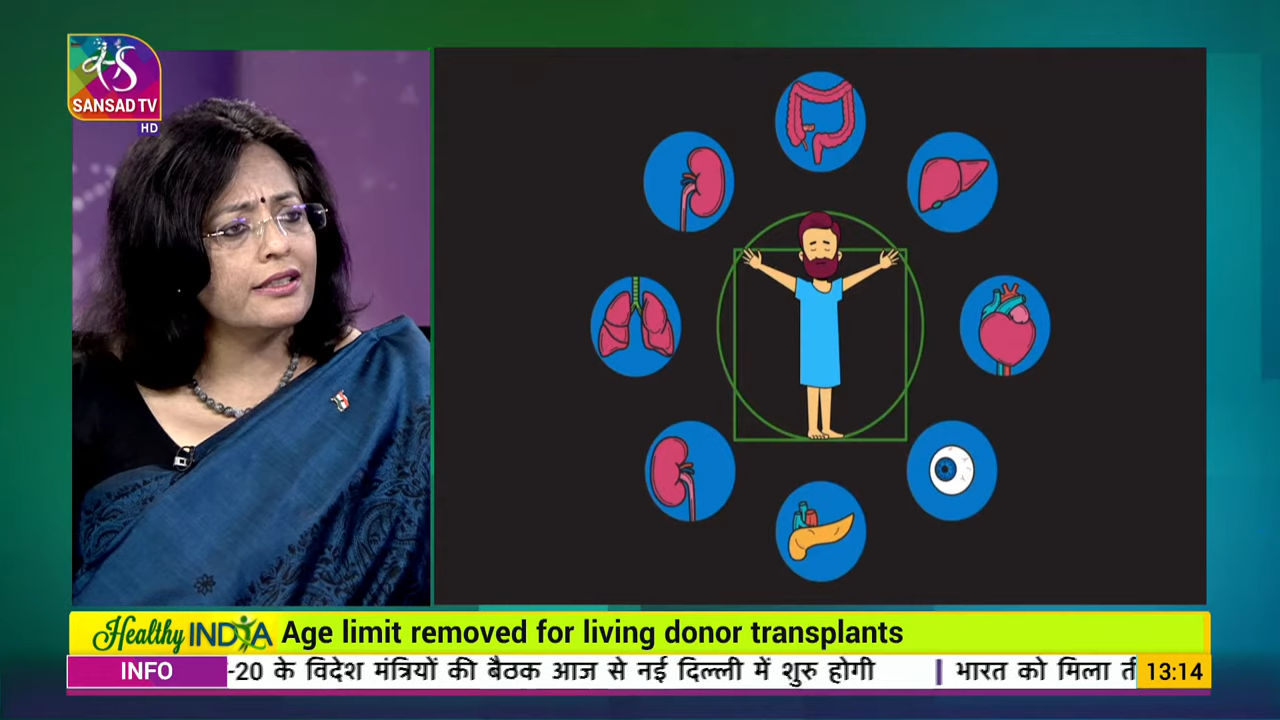 SANSAD TV
HD
Healthy INDIA Age limit removed for living donor transplants
INFO -20 के विदेश मंत्रियों की बैठक आज से नई दिल्ली में शुरु होगी | भारत को मिला 13:14